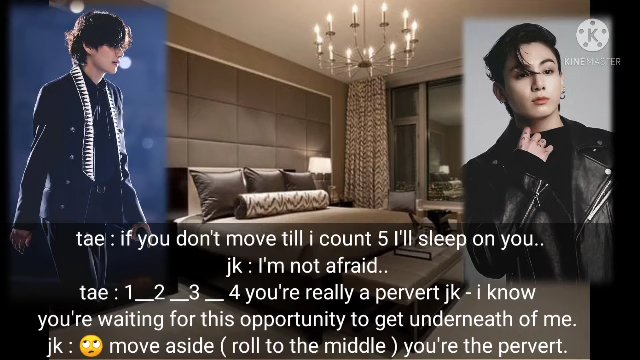 KINEMASTER
tae : if you don't move till i count 5 I'll sleep on you..
jk : I'm not afraid..
tae : 1__2 __3 __ 4 you're really a pervert jk - i know
you're waiting for this opportunity to get underneath of me.
jk : 🙄 move aside ( roll to the middle ) you're the pervert.